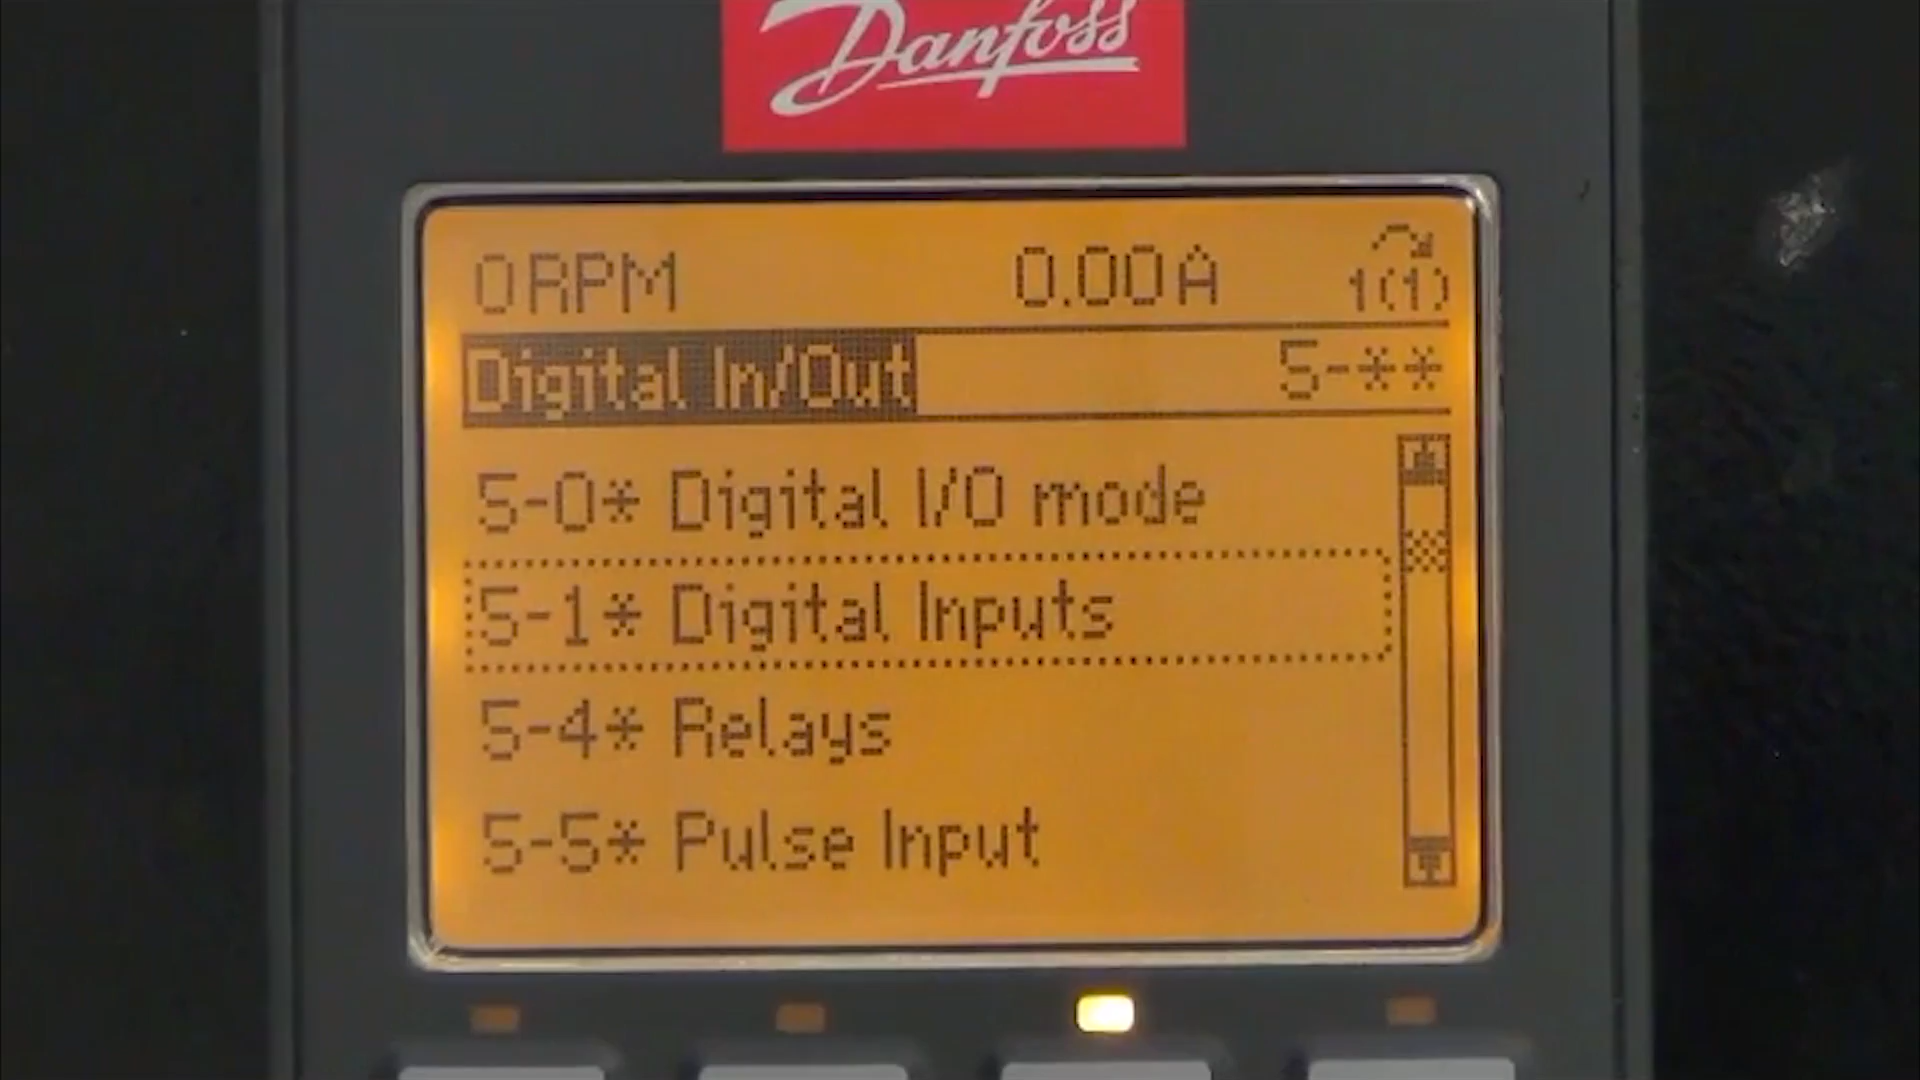 Danfoss
0RPM 0.00A 1(1)
Digital In/Out 5-**
5-0* Digital I/O mode
5-1* Digital Inputs
5-4* Relays
5-5* Pulse Input